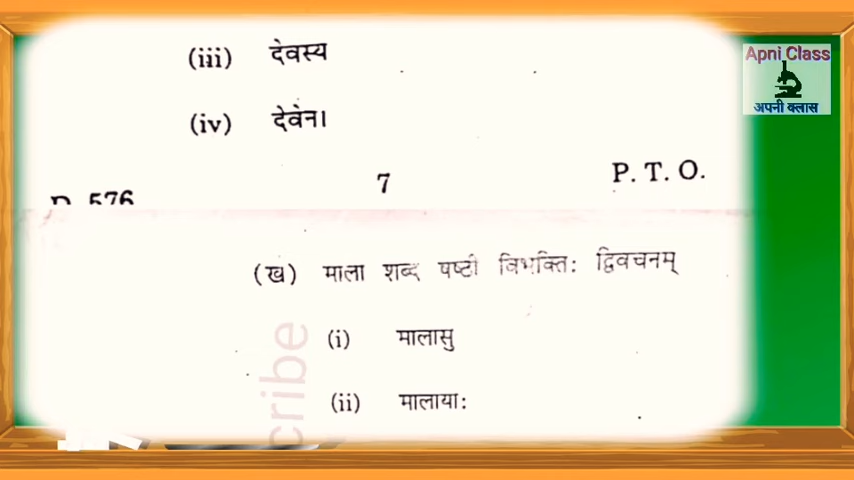 (iii) देवस्य
Apni Class
अपनी क्लास
(iv) देवेन।
7
P. T. O.
(ख) माला शब्द षष्ठी विभक्तिः द्विवचनम्
(i) मालासु
(ii) मालायाः